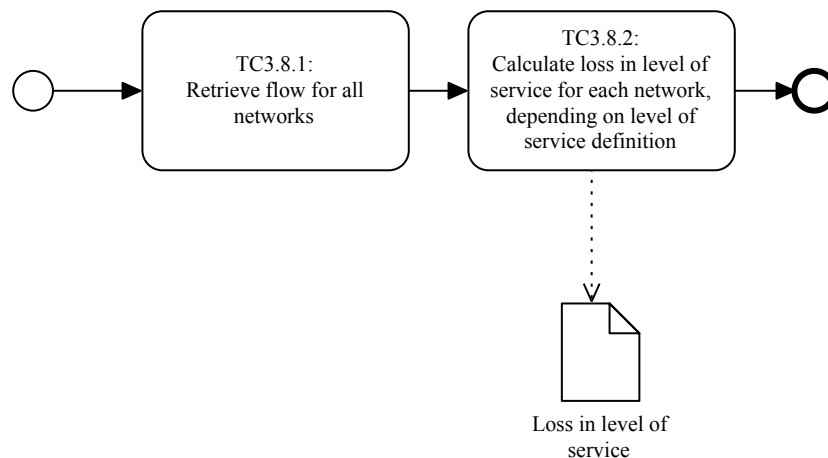 TC3.8.1:
Retrieve flow for all
networks
TC3.8.2:
Calculate loss in level of
service for each network,
depending on level of
service definition
Loss in level of
service